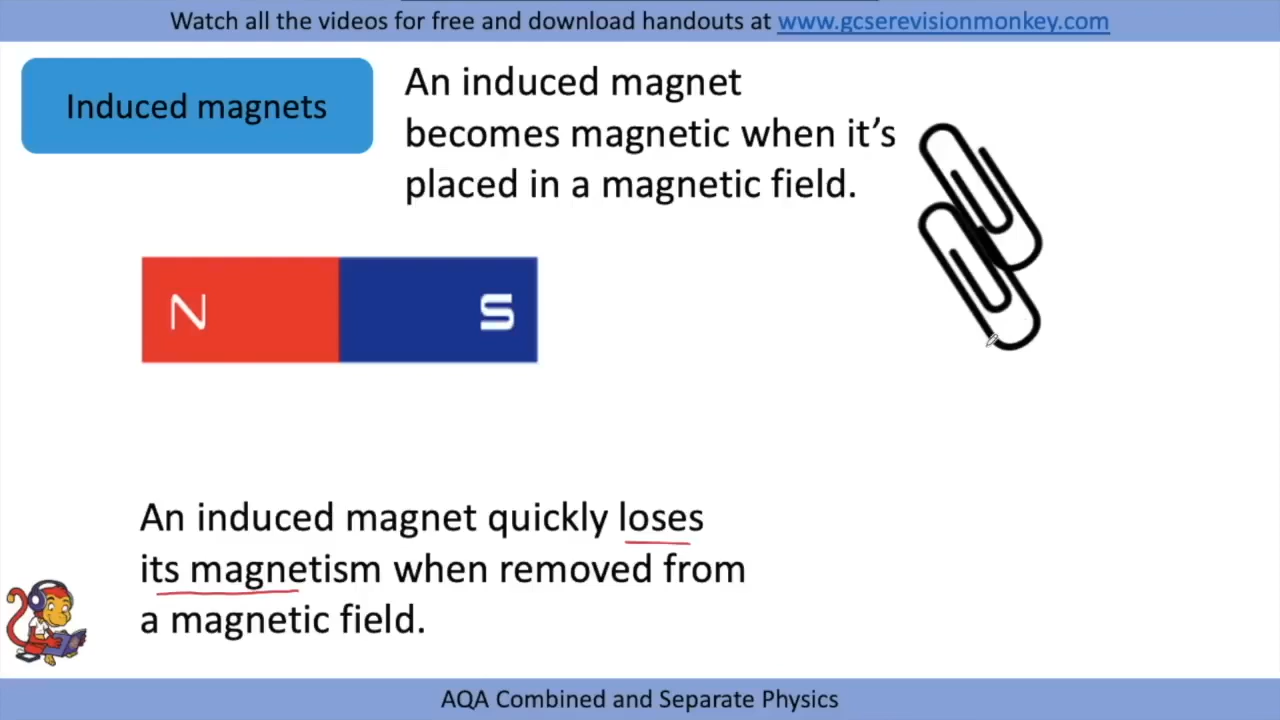 Watch all the videos for free and download handouts at www.gcserevisionmonkey.com
Induced magnets
An induced magnet
becomes magnetic when it’s
placed in a magnetic field.
N S
An induced magnet quickly loses
its magnetism when removed from
a magnetic field.
AQA Combined and Separate Physics